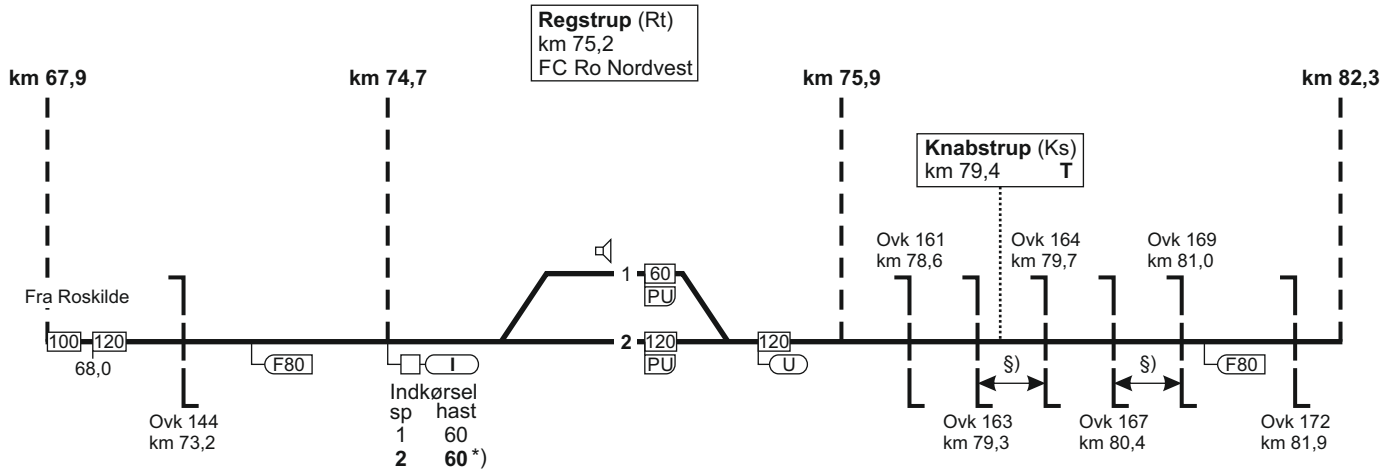 Regstrup (Rt)
km 75,2
FC Ro Nordvest
km 67,9
km 74,7
km 75,9
km 82,3
Knabstrup (Ks)
km 79,4 T
Ovk 161
km 78,6
Ovk 164
km 79,7
Ovk 169
km 81,0
Fra Roskilde
1 60
PU
100 120
2 120
PU
120
U
68,0
F80
I
§)
§)
F80
Indkørsel
sp hast
1 60
2 60 *)
Ovk 144
km 73,2
Ovk 163
km 79,3
Ovk 167
km 80,4
Ovk 172
km 81,9